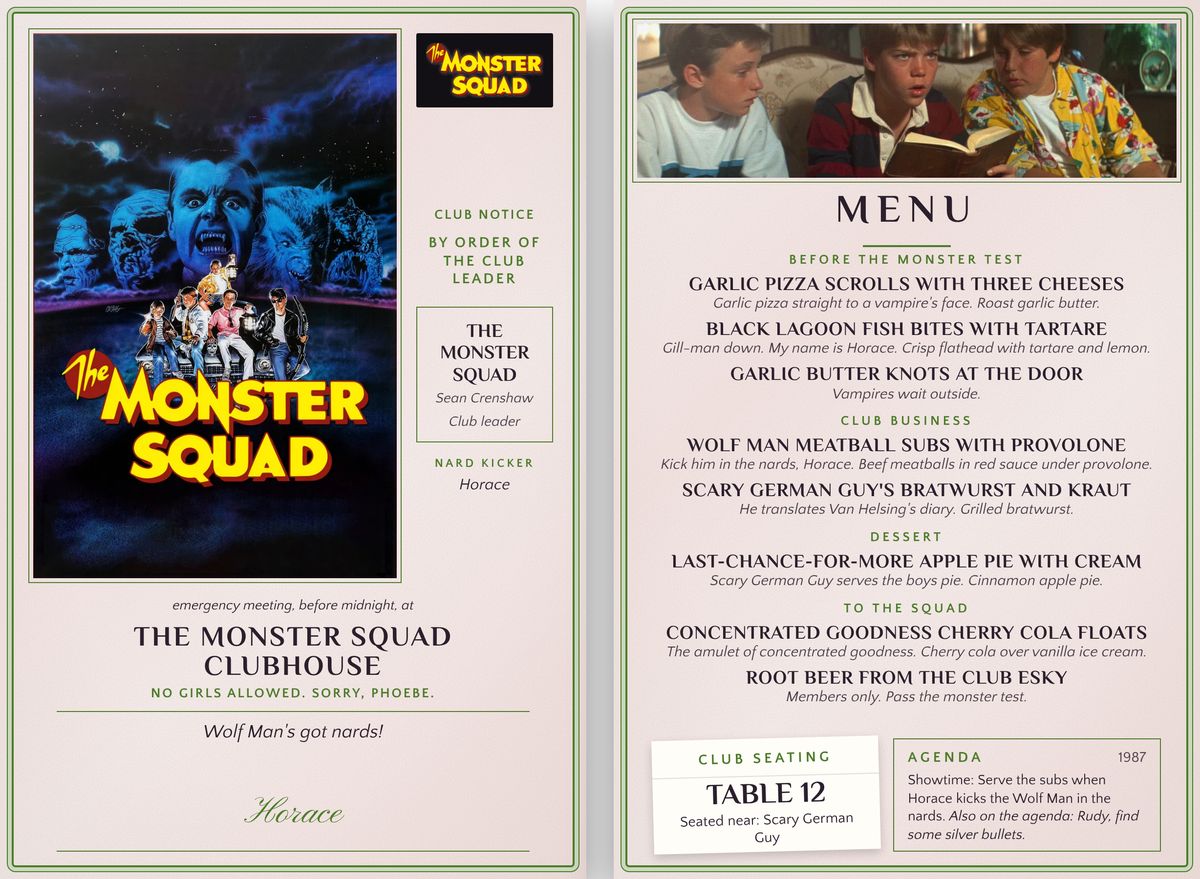 The
MONSTER
SQUAD
The
MONSTER
SQUAD
CLUB NOTICE
BY ORDER OF
THE CLUB
LEADER
THE
MONSTER
SQUAD
Sean Crenshaw
Club leader
NARD KICKER
Horace
emergency meeting, before midnight, at
THE MONSTER SQUAD
CLUBHOUSE
NO GIRLS ALLOWED. SORRY, PHOEBE.
Wolf Man's got nards!
Horace
MENU
BEFORE THE MONSTER TEST
GARLIC PIZZA SCROLLS WITH THREE CHEESES
Garlic pizza straight to a vampire's face. Roast garlic butter.
BLACK LAGOON FISH BITES WITH TARTARE
Gill-man down. My name is Horace. Crisp flathead with tartare and lemon.
GARLIC BUTTER KNOTS AT THE DOOR
Vampires wait outside.
CLUB BUSINESS
WOLF MAN MEATBALL SUBS WITH PROVOLONE
Kick him in the nards, Horace. Beef meatballs in red sauce under provolone.
SCARY GERMAN GUY'S BRATWURST AND KRAUT
He translates Van Helsing's diary. Grilled bratwurst.
DESSERT
LAST-CHANCE-FOR-MORE APPLE PIE WITH CREAM
Scary German Guy serves the boys pie. Cinnamon apple pie.
TO THE SQUAD
CONCENTRATED GOODNESS CHERRY COLA FLOATS
The amulet of concentrated goodness. Cherry cola over vanilla ice cream.
ROOT BEER FROM THE CLUB ESKY
Members only. Pass the monster test.
CLUB SEATING
TABLE 12
Seated near: Scary German
Guy
AGENDA 1987
Showtime: Serve the subs when
Horace kicks the Wolf Man in the
nards. Also on the agenda: Rudy, find
some silver bullets.